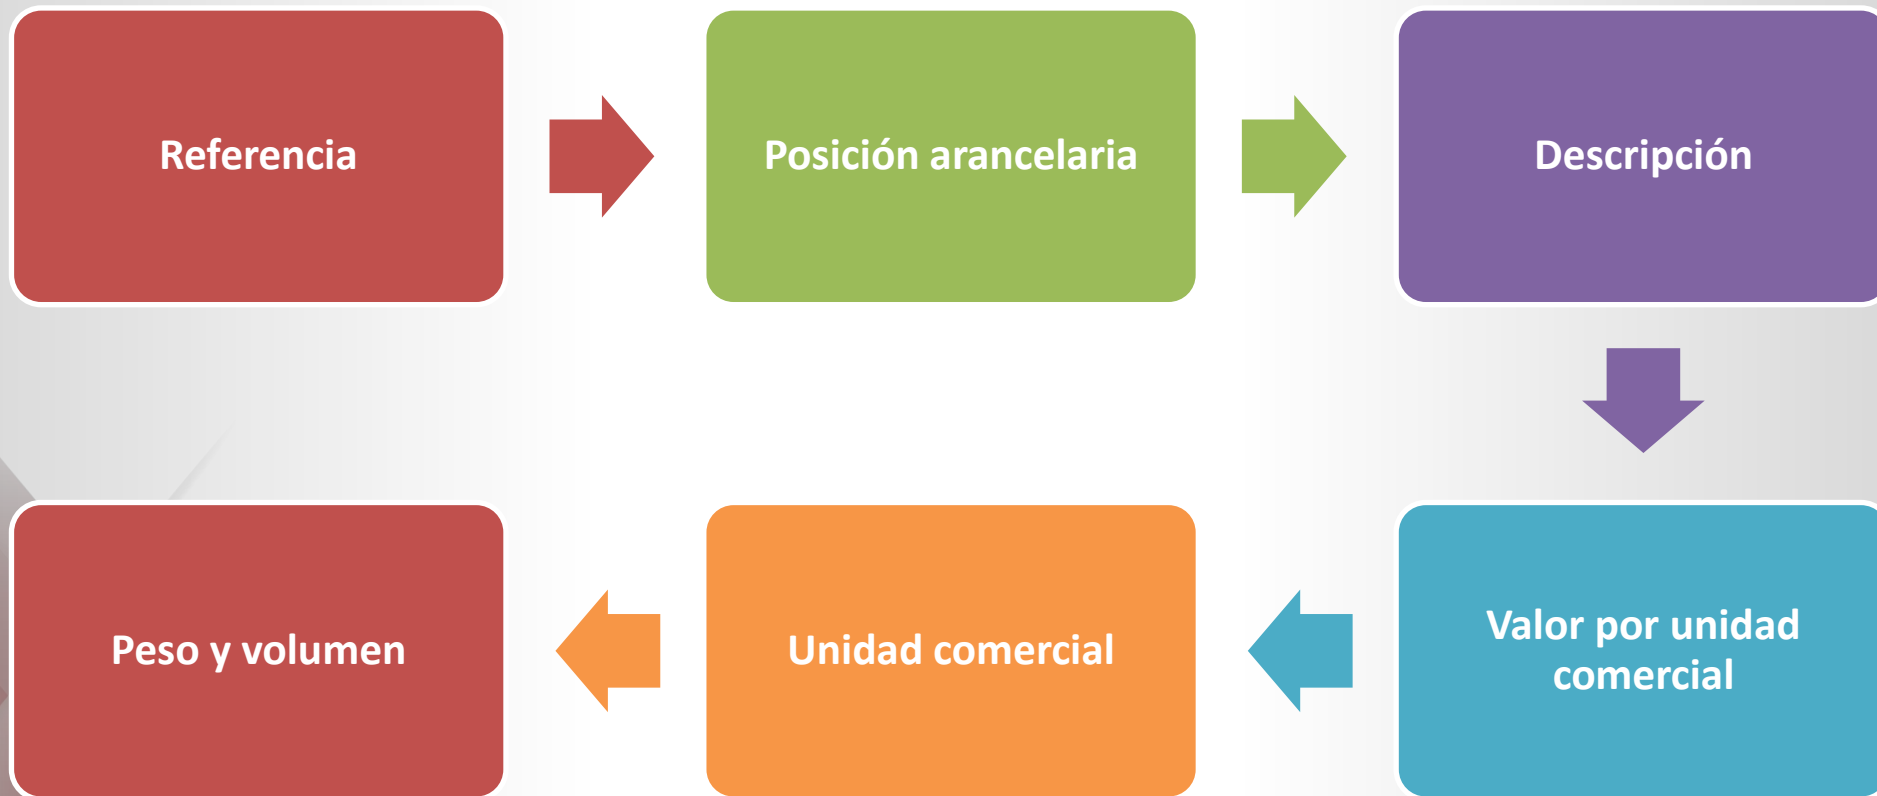 Referencia
Posición arancelaria
Descripción
Valor por unidad
comercial
Unidad comercial
Peso y volumen